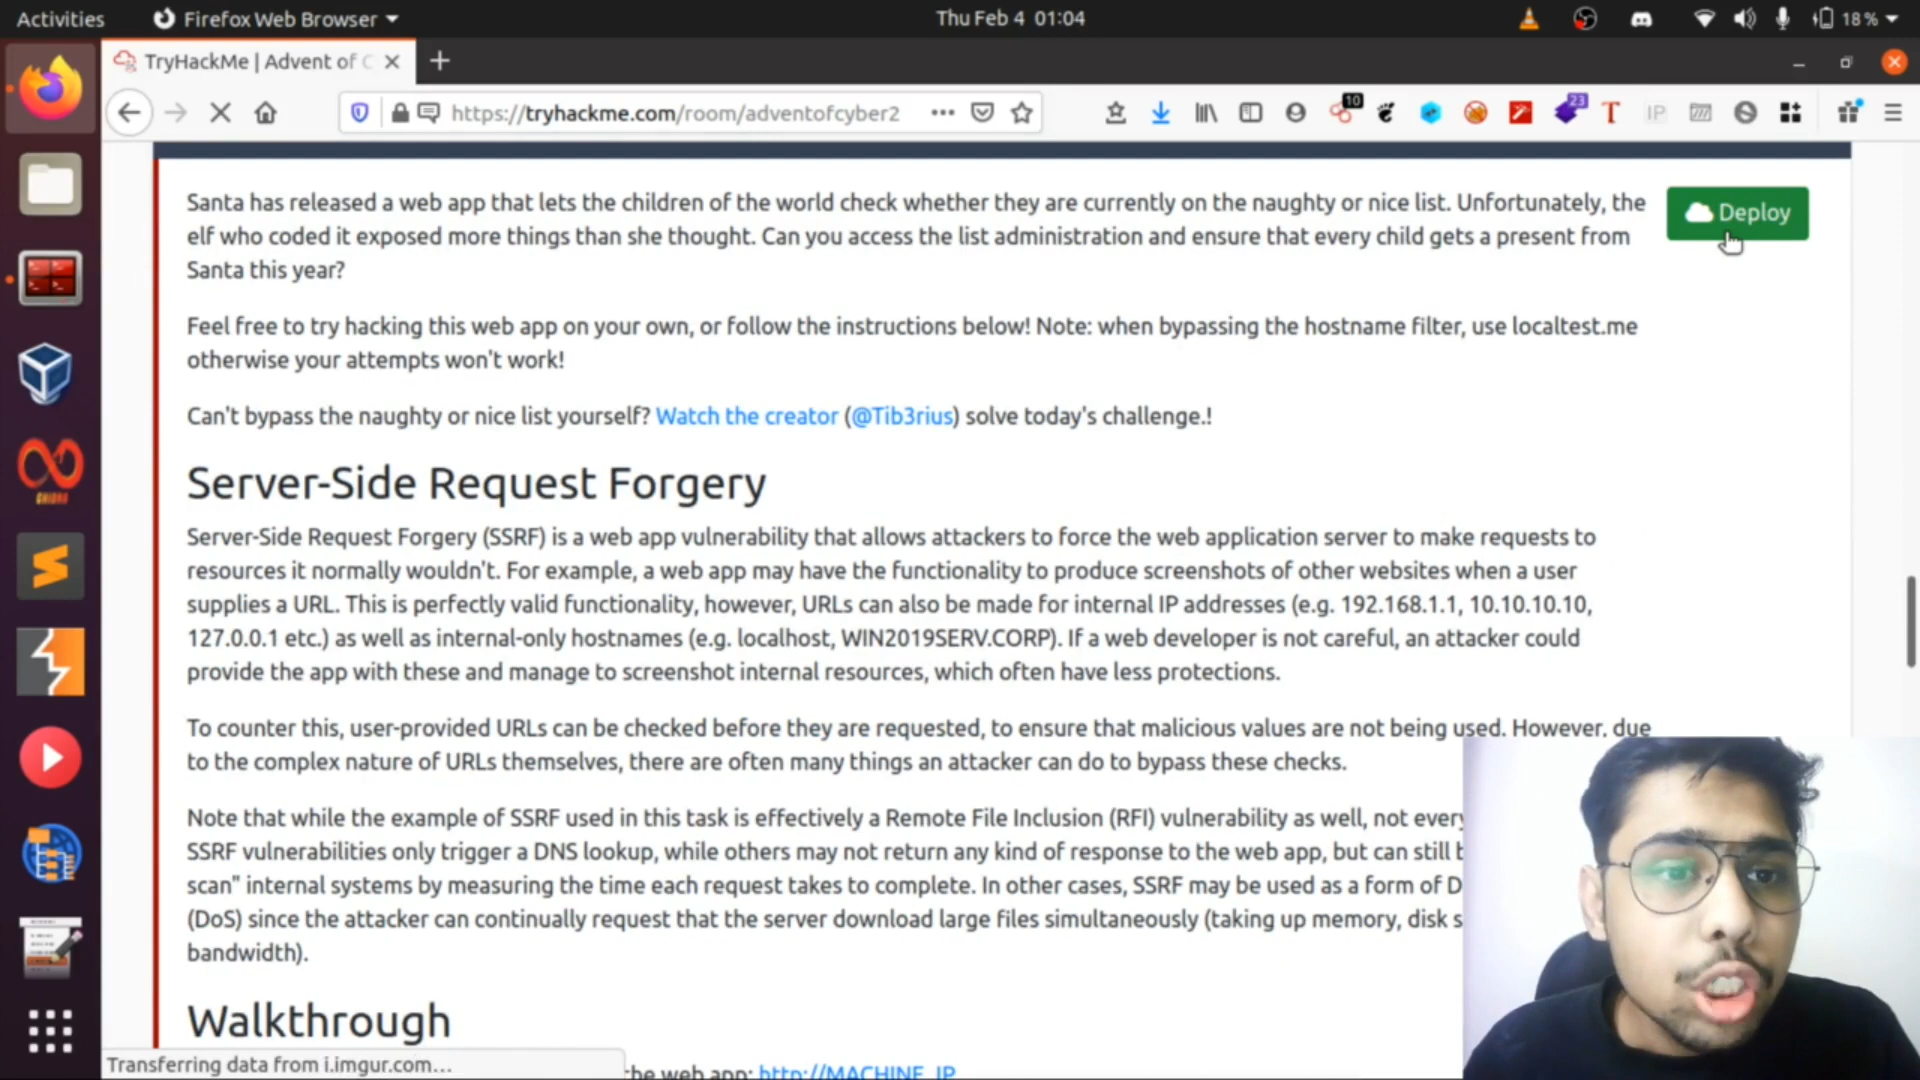 Activities Firefox Web Browser Thu Feb 4 01:04 18 %
TryHackMe | Advent of C
https://tryhackme.com/room/adventofcyber2 10 23 T IP
Santa has released a web app that lets the children of the world check whether they are currently on the naughty or nice list. Unfortunately, the
elf who coded it exposed more things than she thought. Can you access the list administration and ensure that every child gets a present from
Santa this year?
Deploy
Feel free to try hacking this web app on your own, or follow the instructions below! Note: when bypassing the hostname filter, use localtest.me
otherwise your attempts won't work!
Can't bypass the naughty or nice list yourself? Watch the creator (@Tib3rius) solve today's challenge.!
Server-Side Request Forgery
Server-Side Request Forgery (SSRF) is a web app vulnerability that allows attackers to force the web application server to make requests to
resources it normally wouldn't. For example, a web app may have the functionality to produce screenshots of other websites when a user
supplies a URL. This is perfectly valid functionality, however, URLs can also be made for internal IP addresses (e.g. 192.168.1.1, 10.10.10.10,
127.0.0.1 etc.) as well as internal-only hostnames (e.g. localhost, WIN2019SERV.CORP). If a web developer is not careful, an attacker could
provide the app with these and manage to screenshot internal resources, which often have less protections.
To counter this, user-provided URLs can be checked before they are requested, to ensure that malicious values are not being used. However, due
to the complex nature of URLs themselves, there are often many things an attacker can do to bypass these checks.
Note that while the example of SSRF used in this task is effectively a Remote File Inclusion (RFI) vulnerability as well, not every
SSRF vulnerabilities only trigger a DNS lookup, while others may not return any kind of response to the web app, but can still b
scan" internal systems by measuring the time each request takes to complete. In other cases, SSRF may be used as a form of D
(DoS) since the attacker can continually request that the server download large files simultaneously (taking up memory, disk s
bandwidth).
Walkthrough
the web app: http://MACHINE_IP
Transferring data from i.imgur.com...
GHIDRA